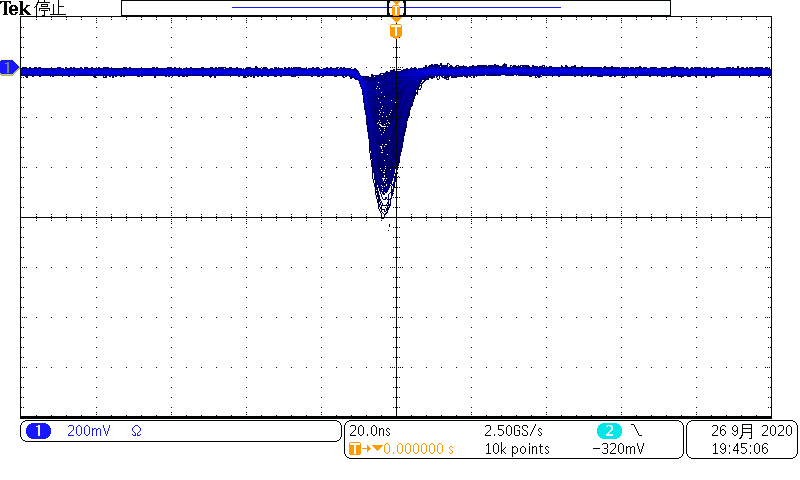 Tek 停止
T
T
1
1 200mV Ω
20.0ns 2.50GS/s 2 -320mV
T→▼0.000000 s 10k points
26 9月 2020
19:45:06